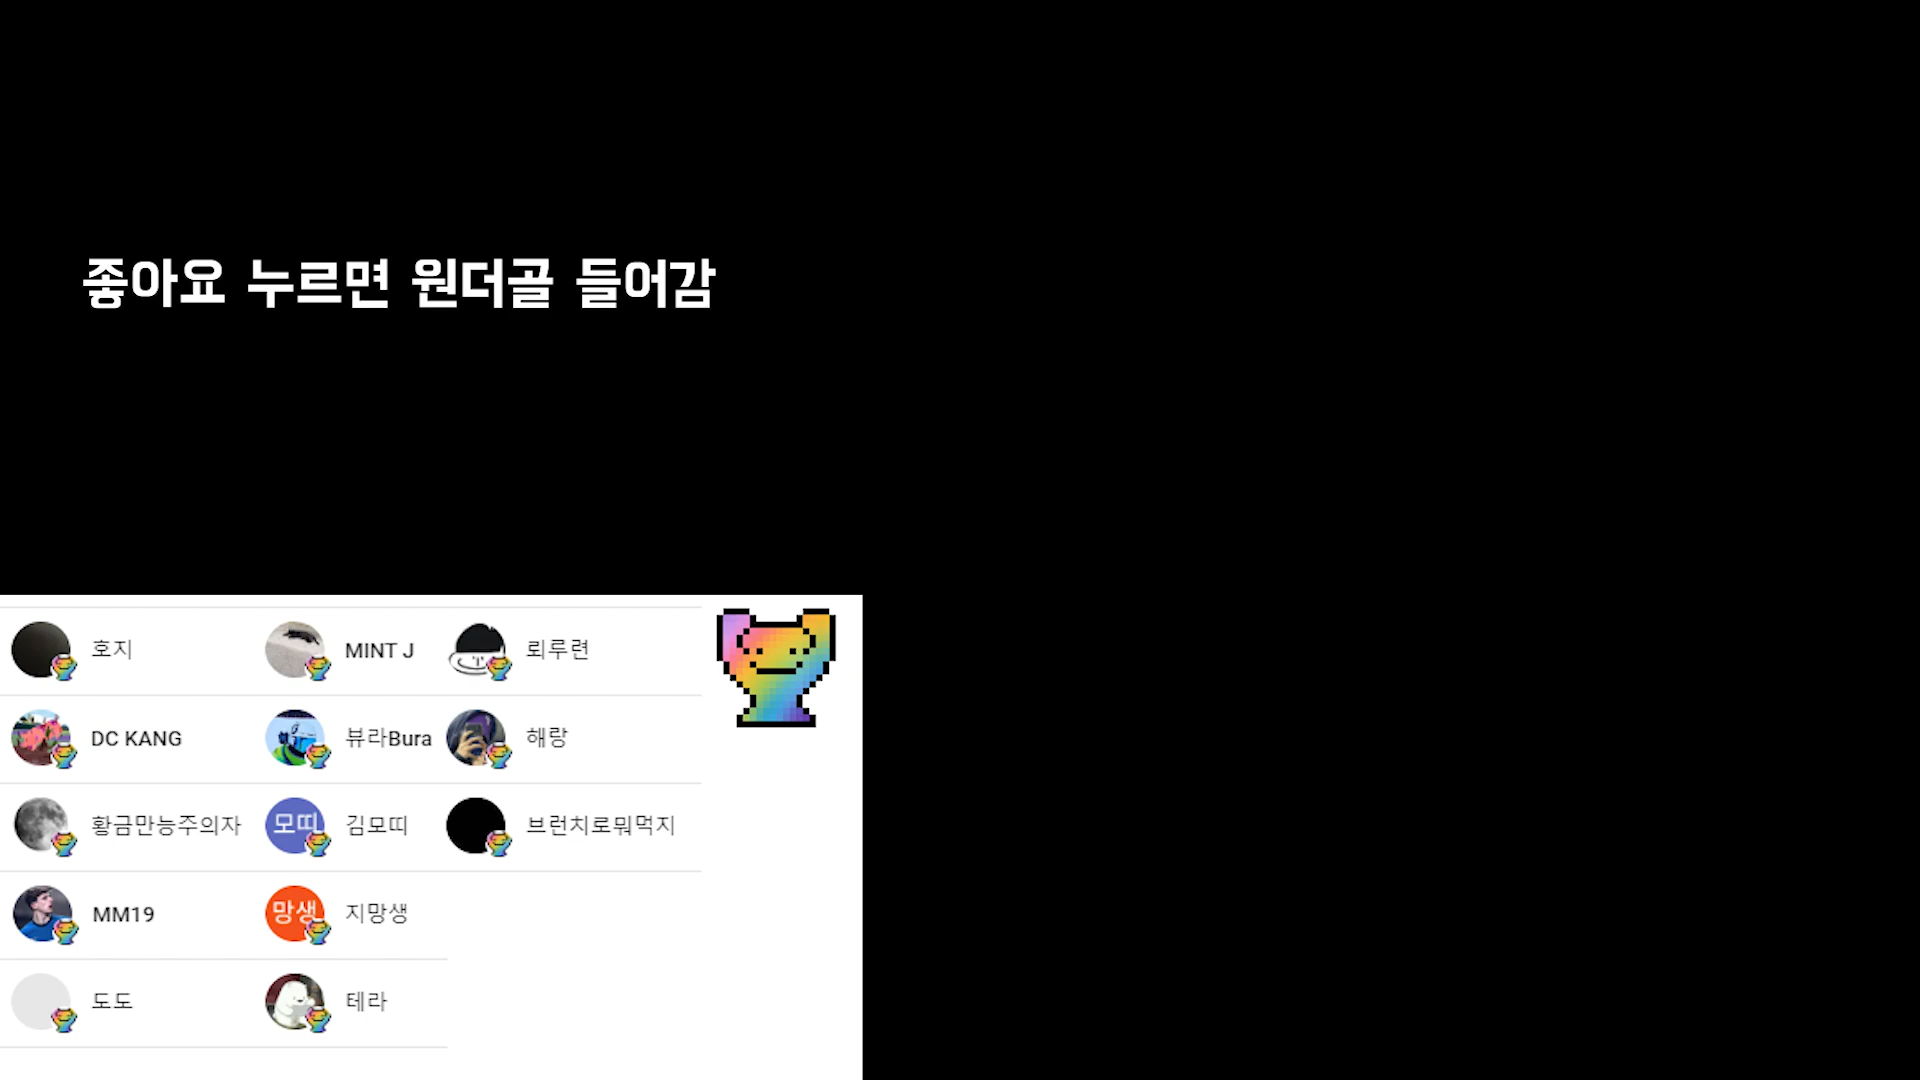 좋아요 누르면 원더골 들어감
호지 MINT J 뢰루련
DC KANG 뷰라Bura 해랑
황금만능주의자 모띠 김모띠 브런치로뭐먹지
MM19 망생 지망생
도도 테라